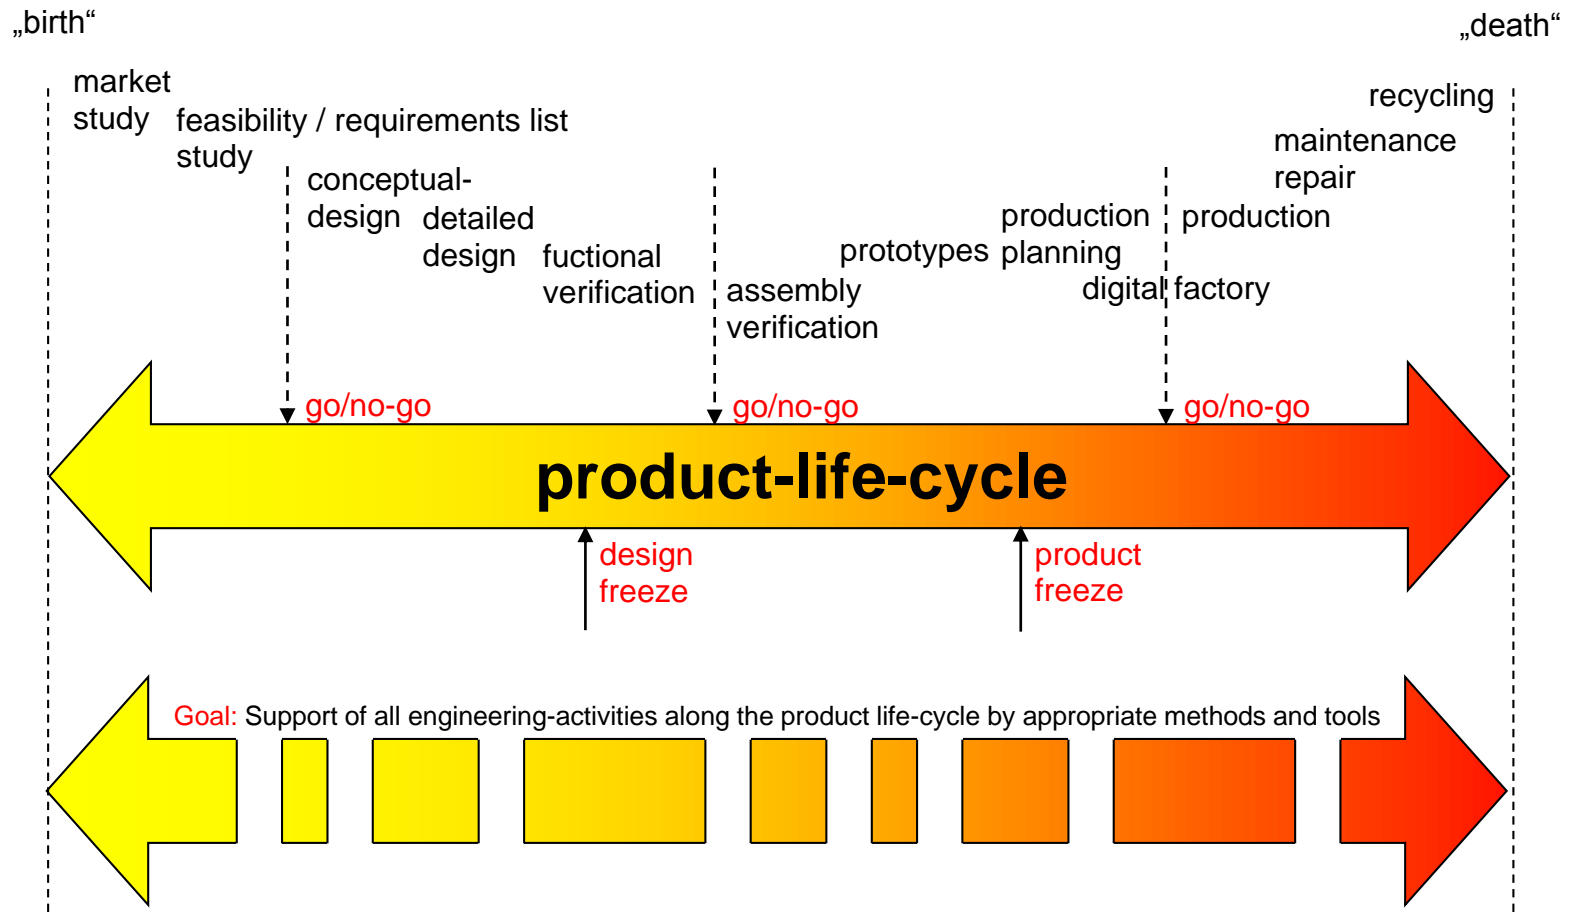 „birth“
„death“
market
study
feasibility / requirements list
study
conceptual-
design
detailed
design
fuctional
verification
assembly
verification
prototypes
production
planning
digital factory
production
maintenance
repair
recycling
go/no-go
go/no-go
go/no-go
product-life-cycle
design
freeze
product
freeze
Goal: Support of all engineering-activities along the product life-cycle by appropriate methods and tools